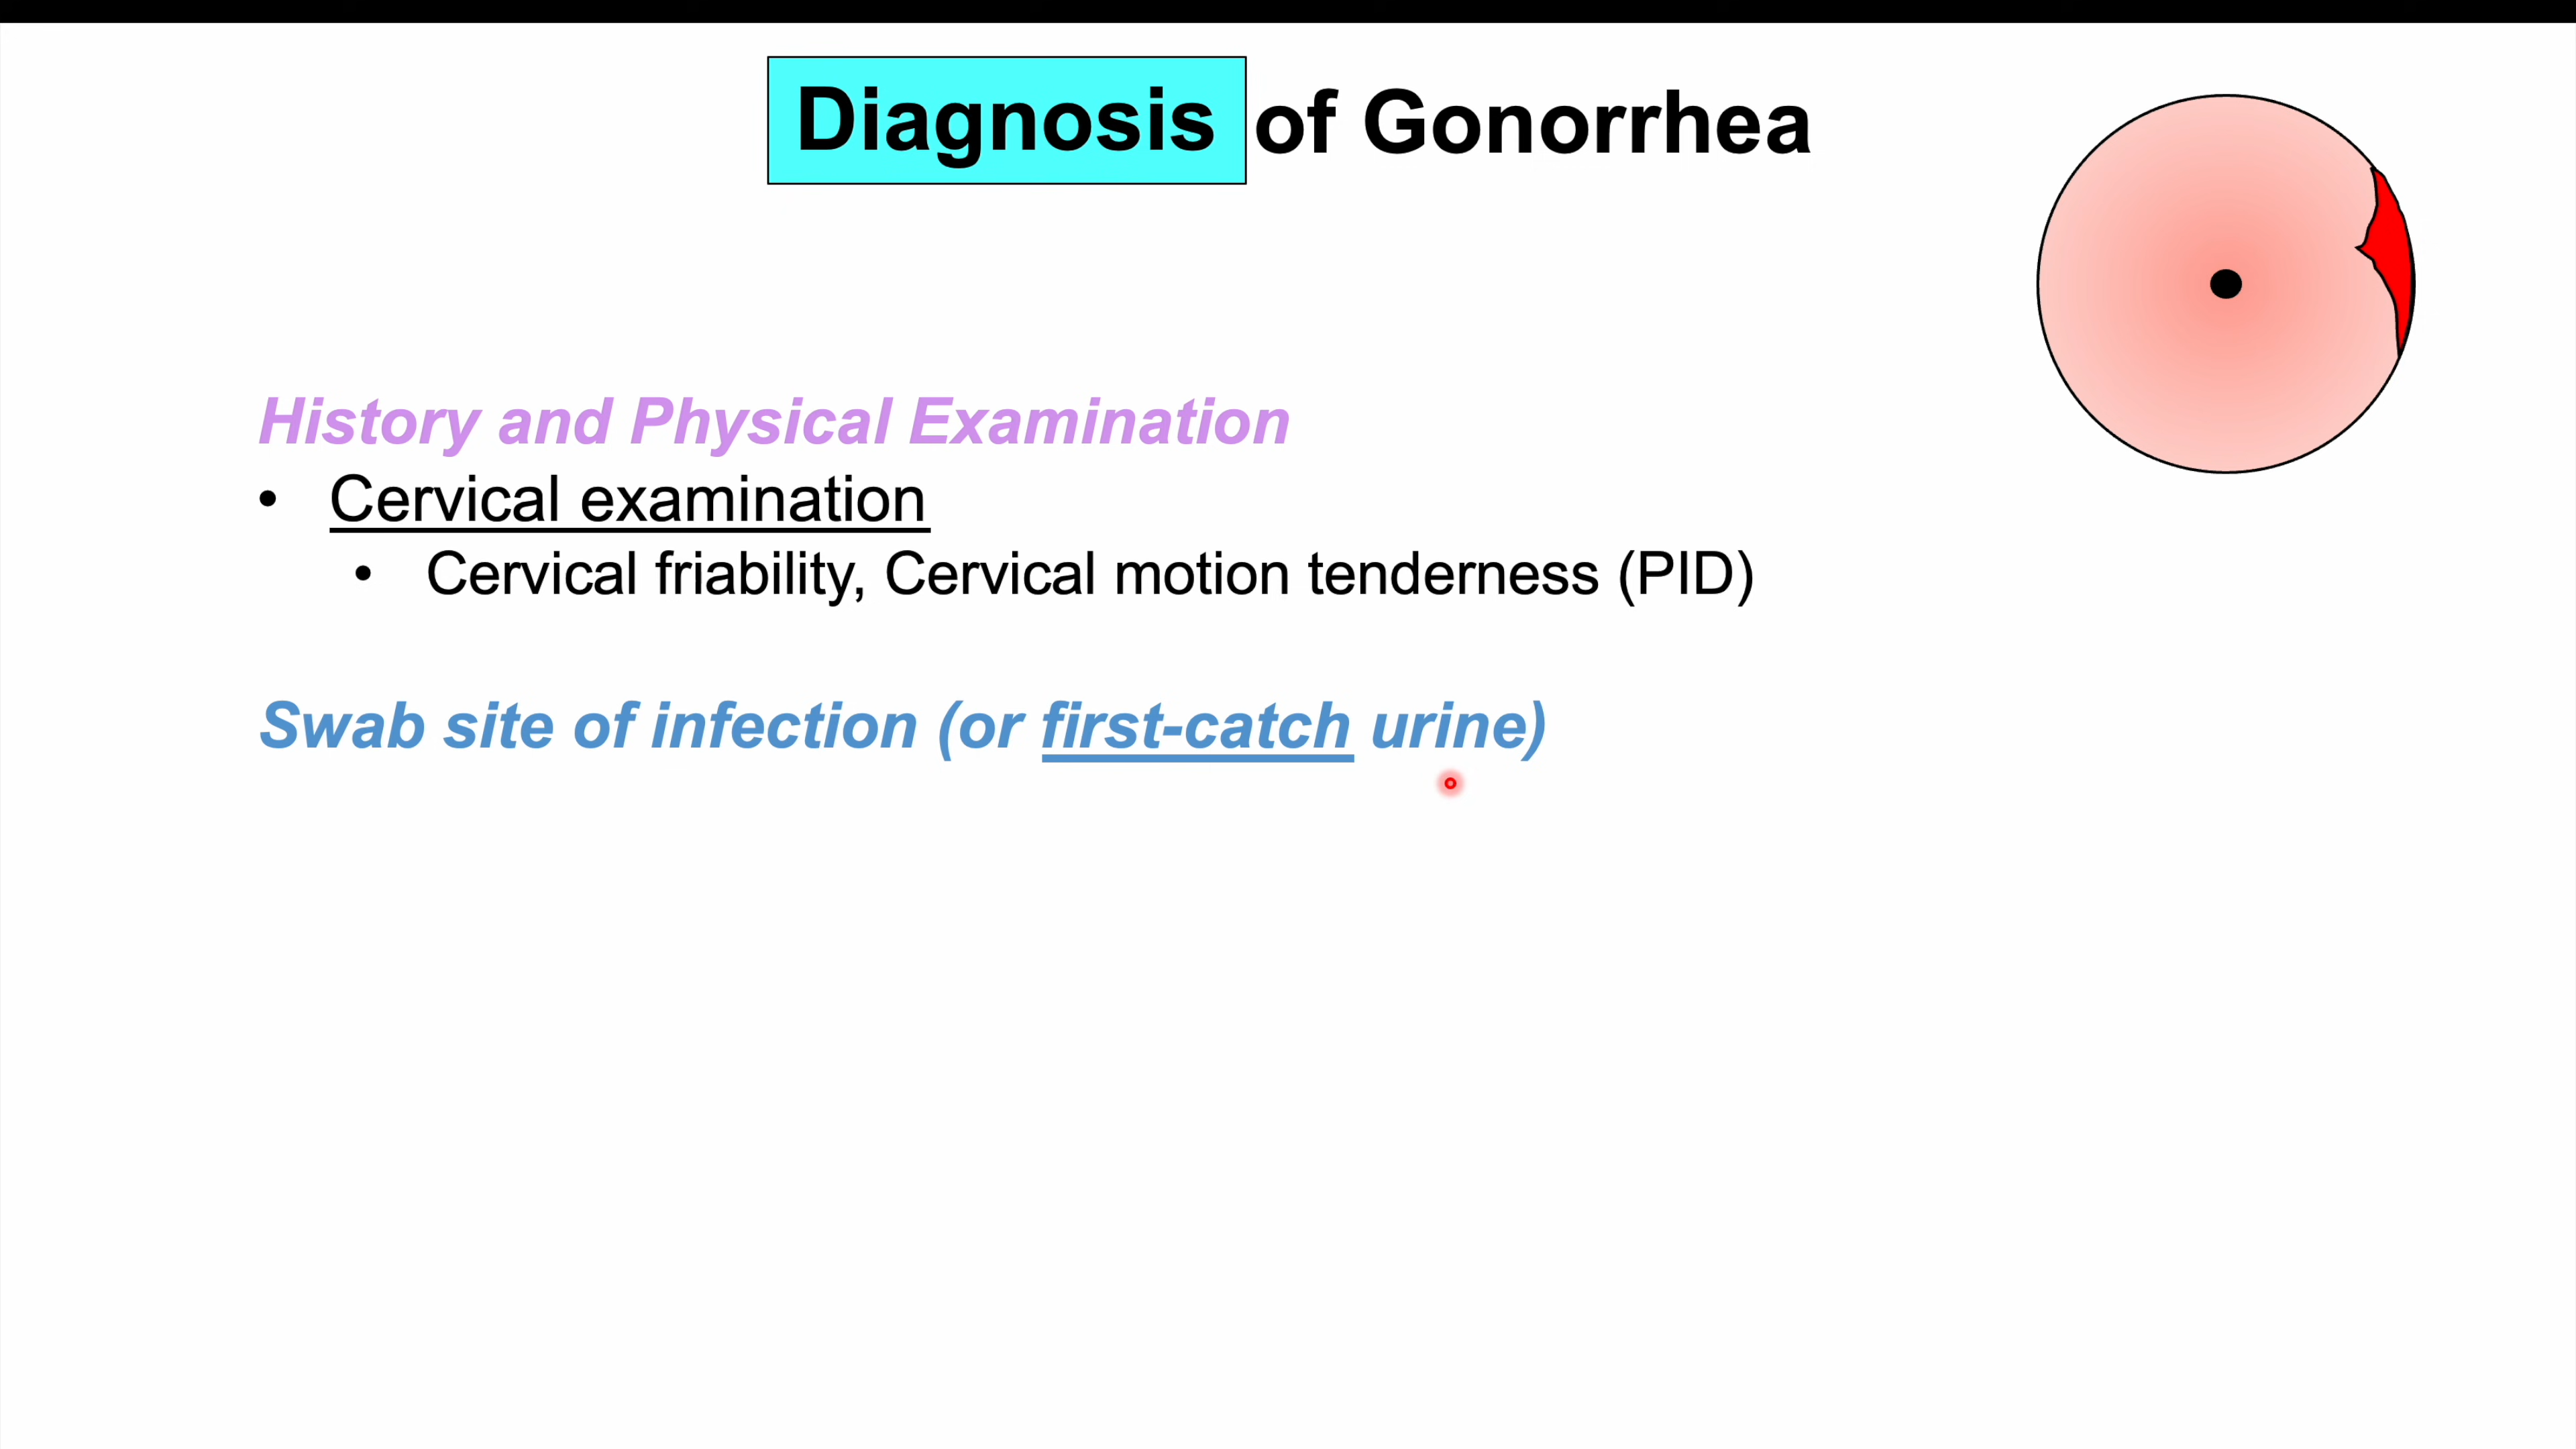 Diagnosis of Gonorrhea
History and Physical Examination
• Cervical examination
• Cervical friability, Cervical motion tenderness (PID)
Swab site of infection (or first-catch urine)